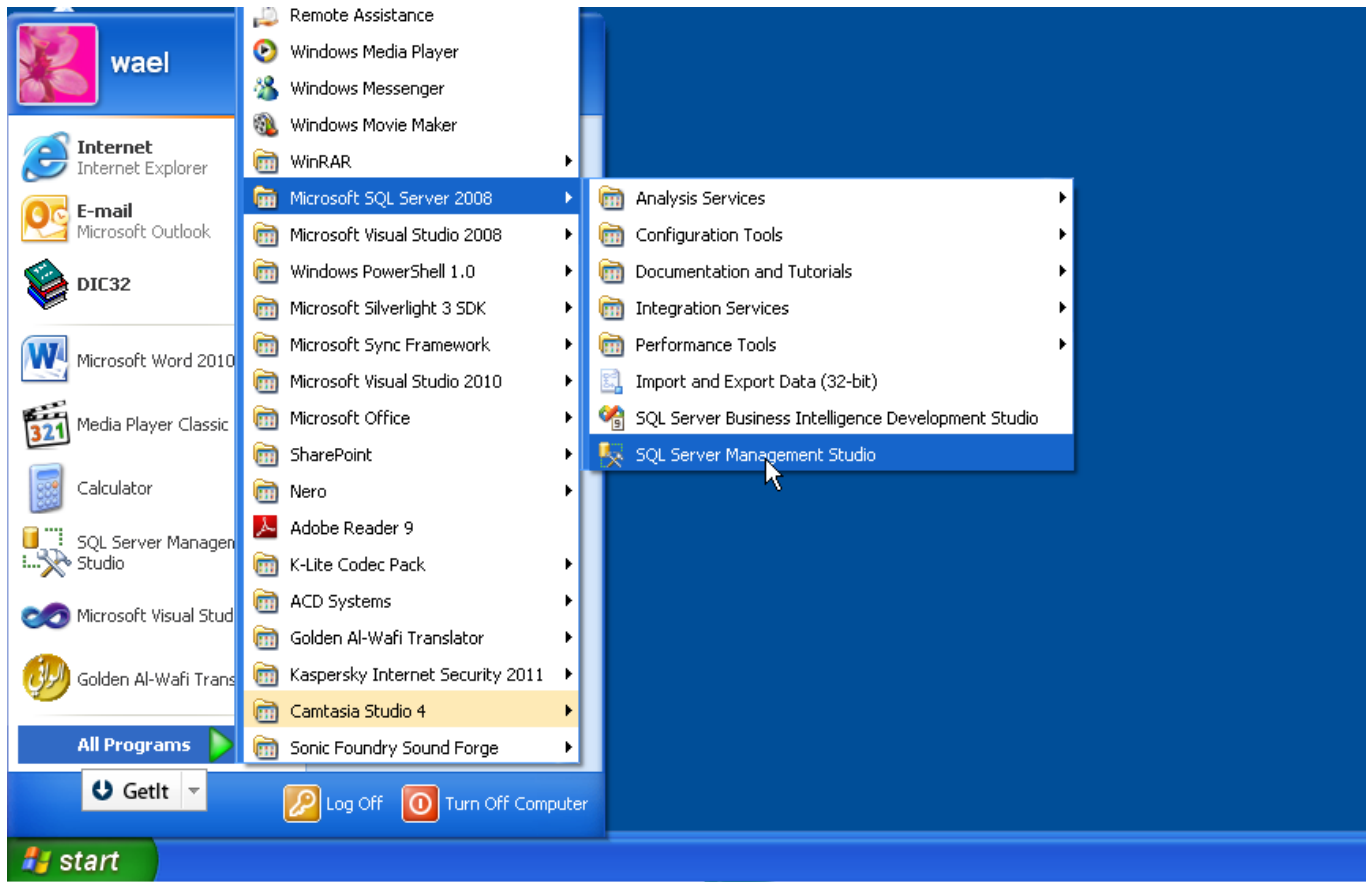 wael
Internet
Internet Explorer
E-mail
Microsoft Outlook
DIC32
Microsoft Word 2010
Media Player Classic
Calculator
SQL Server Managen
Studio
Microsoft Visual Stud
Golden Al-Wafi Trans
All Programs
GetIt
Remote Assistance
Windows Media Player
Windows Messenger
Windows Movie Maker
WinRAR
Microsoft SQL Server 2008
Microsoft Visual Studio 2008
Windows PowerShell 1.0
Microsoft Silverlight 3 SDK
Microsoft Sync Framework
Microsoft Visual Studio 2010
Microsoft Office
SharePoint
Nero
Adobe Reader 9
K-Lite Codec Pack
ACD Systems
Golden Al-Wafi Translator
Kaspersky Internet Security 2011
Camtasia Studio 4
Sonic Foundry Sound Forge
Analysis Services
Configuration Tools
Documentation and Tutorials
Integration Services
Performance Tools
Import and Export Data (32-bit)
SQL Server Business Intelligence Development Studio
SQL Server Management Studio
Log Off
Turn Off Computer
start